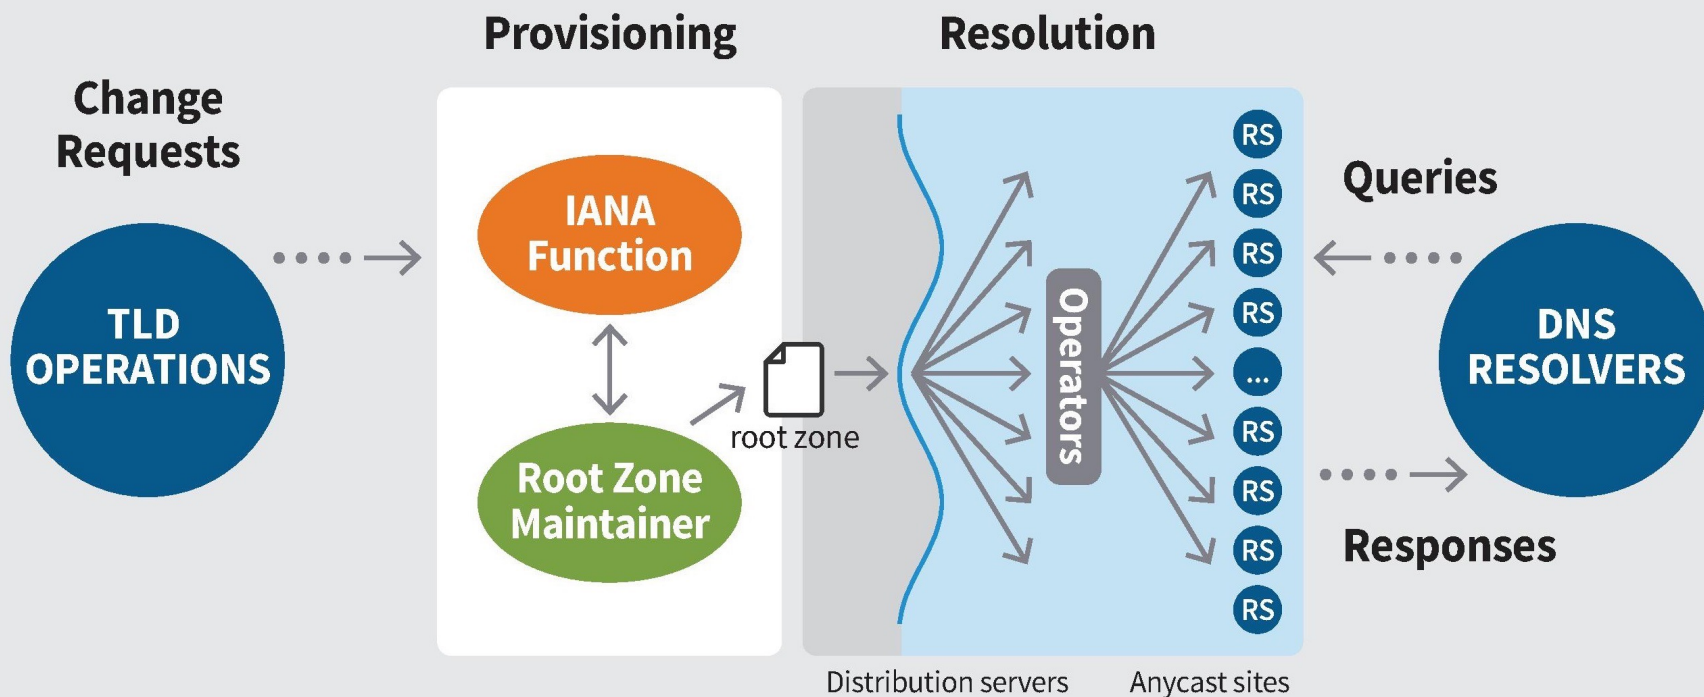 Provisioning
Resolution
Change
Requests
TLD
OPERATIONS
IANA
Function
Root Zone
Maintainer
root zone
Operators
RS
RS
RS
RS
...
RS
RS
RS
RS
Queries
DNS
RESOLVERS
Responses
Distribution servers
Anycast sites